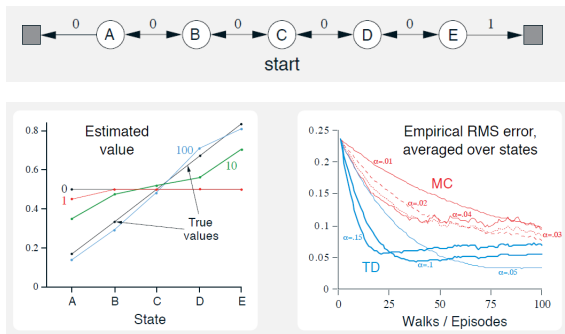 0 0 0 0 0 1
A B C D E
start
Estimated
value
0.8
0.6
0.4
0.2
0
0
1
10
100
True
values
A B C D E
State
Empirical RMS error,
averaged over states
0.25
0.2
0.15
0.1
0.05
0
α=.01
MC
α=.02
α=.04
α=.03
α=.15
TD
α=.1
α=.05
0 25 50 75 100
Walks / Episodes